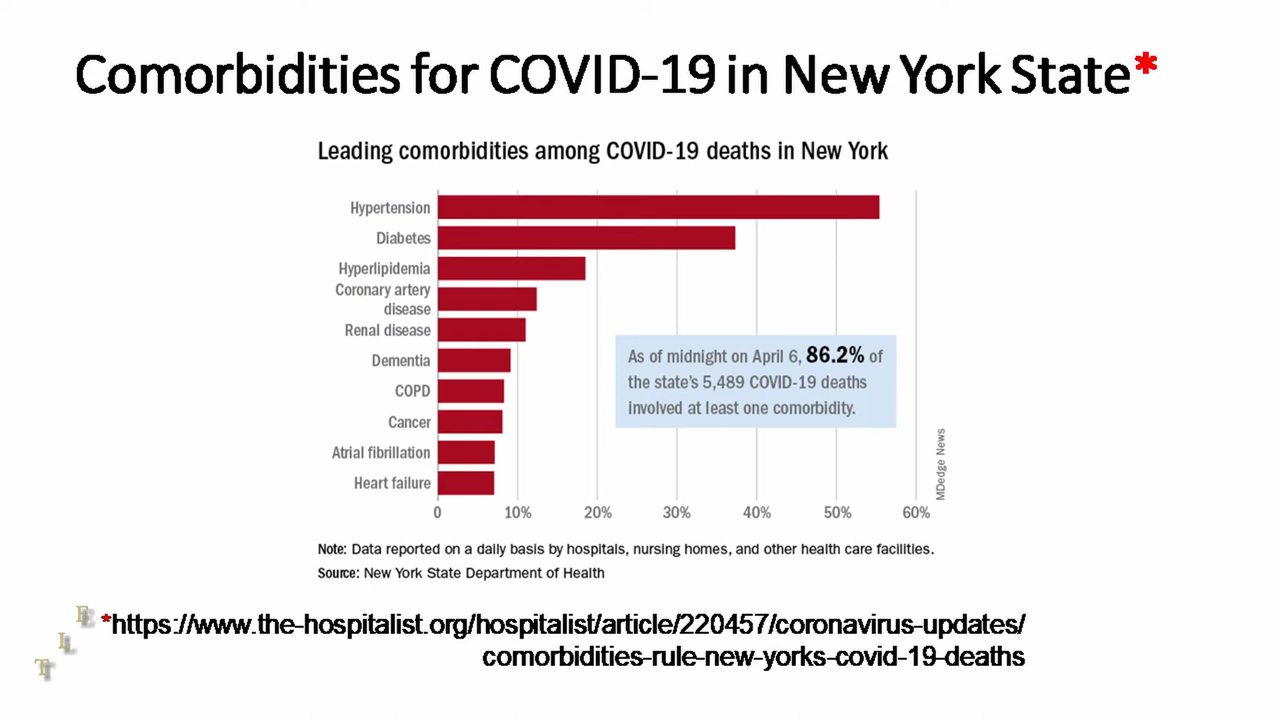 Comorbidities for COVID-19 in New York State*
Leading comorbidities among COVID-19 deaths in New York
Hypertension
Diabetes
Hyperlipidemia
Coronary artery
disease
Renal disease
Dementia
COPD
Cancer
Atrial fibrillation
Heart failure
As of midnight on April 6, 86.2% of
the state's 5,489 COVID-19 deaths
involved at least one comorbidity.
MDedge News
0 10% 20% 30% 40% 50% 60%
Note: Data reported on a daily basis by hospitals, nursing homes, and other health care facilities.
Source: New York State Department of Health
*https://www.the-hospitalist.org/hospitalist/article/220457/coronavirus-updates/
comorbidities-rule-new-yorks-covid-19-deaths
E
L
T